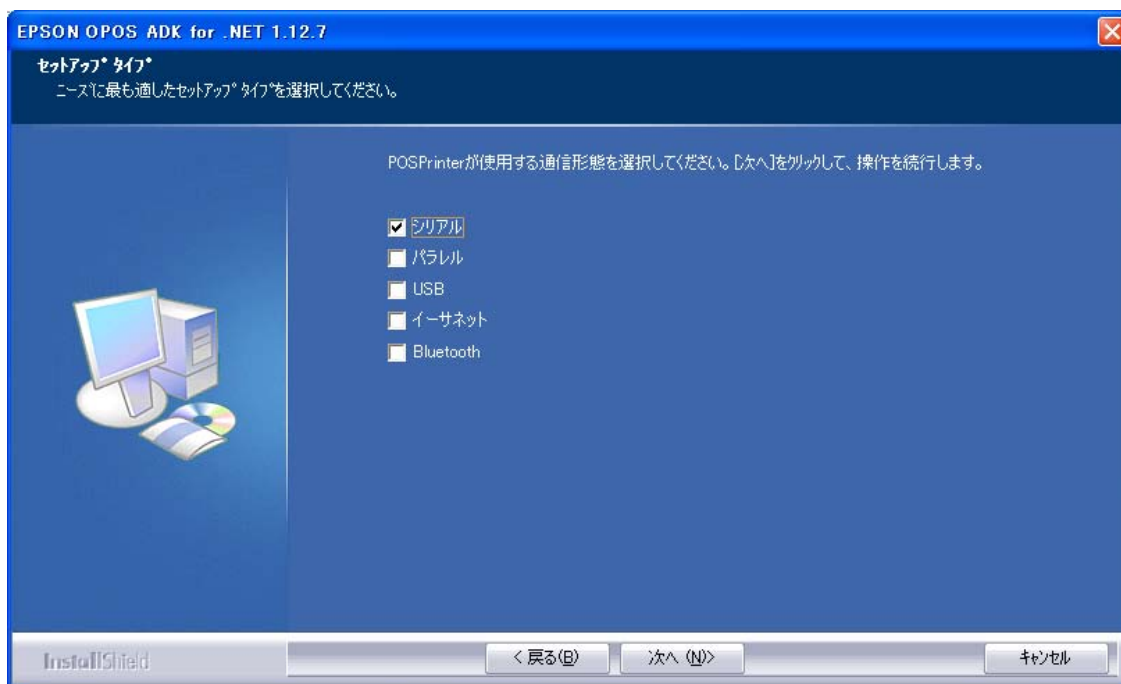 EPSON OPOS ADK for .NET 1.12.7
セットアップ タイプ
ニーズに最も適したセットアップ タイプを選択してください。
POSPrinterが使用する通信形態を選択してください。[次へ]をクリックして、操作を続行します。
シリアル
パラレル
USB
イーサネット
Bluetooth
InstallShield
< 戻る(B)
次へ (N)>
キャンセル